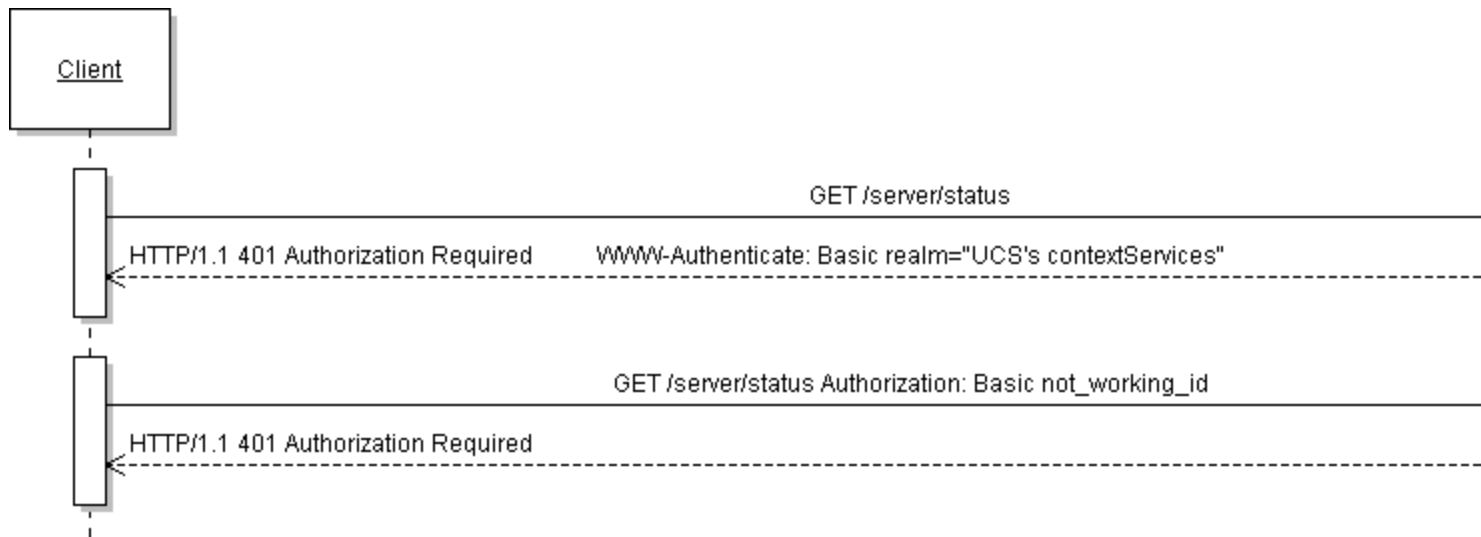 Client
GET /server/status
HTTP/1.1 401 Authorization Required WWW-Authenticate: Basic realm="UCS's contextServices"
GET /server/status Authorization: Basic not_working_id
HTTP/1.1 401 Authorization Required